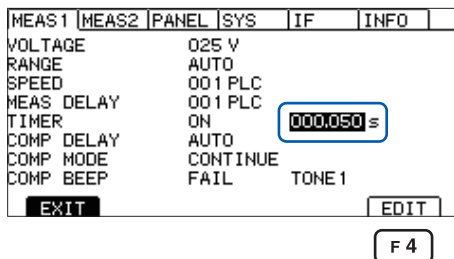 MEAS1 MEAS2 PANEL SYS IF INFO
VOLTAGE 025 V
RANGE AUTO
SPEED 001 PLC
MEAS DELAY 001 PLC
TIMER ON 000.050 s
COMP DELAY AUTO
COMP MODE CONTINUE
COMP BEEP FAIL TONE1
EXIT EDIT
F4